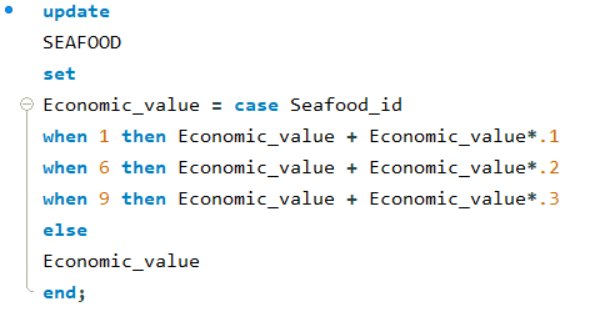 update
SEAFOOD
set
Economic_value = case Seafood_id
when 1 then Economic_value + Economic_value*.1
when 6 then Economic_value + Economic_value*.2
when 9 then Economic_value + Economic_value*.3
else
Economic_value
end;